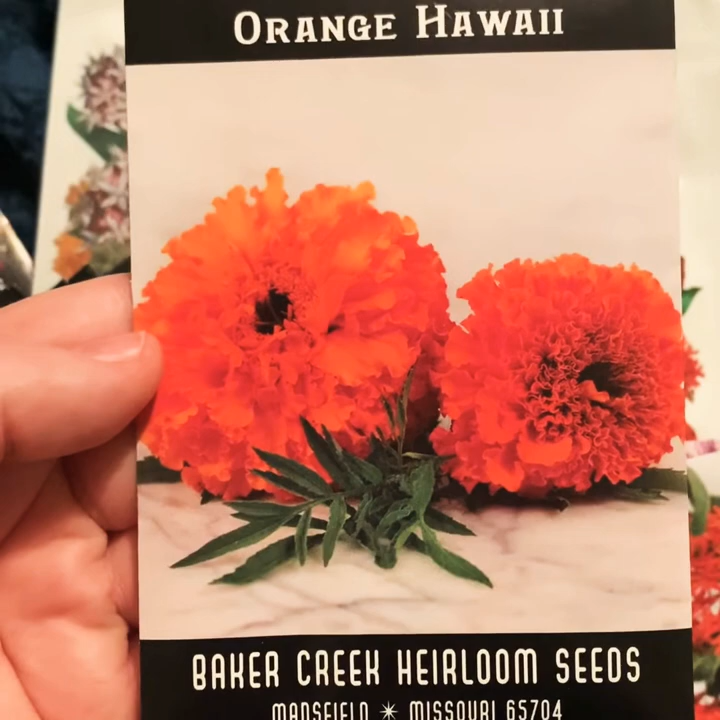 Orange Hawaii
BAKER CREEK HEIRLOOM SEEDS
MANSFIELD ✴ MISSOURI 65704